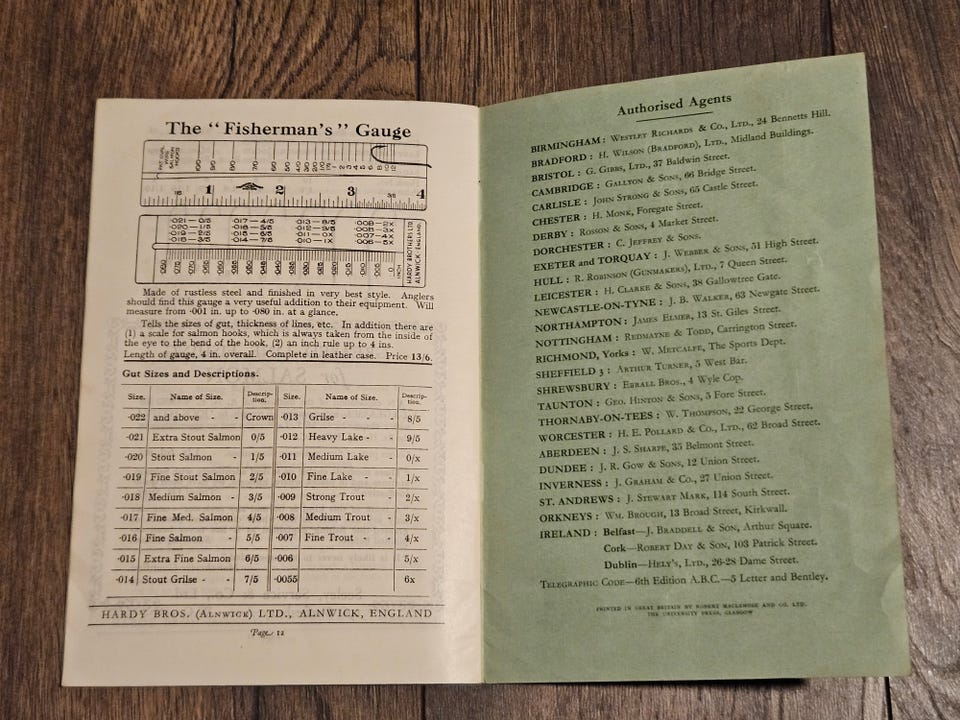 The "Fisherman's" Gauge
1 2 3 4
·021—0/5 ·017—4/5 ·013—8/5 ·009—2X
·020—1/5 ·016—5/5 ·012—9/5 ·008—3X
·019—2/5 ·015—6/5 ·011—0X ·007—4X
·018—3/5 ·014—7/5 ·010—1X ·006—5X
HARDY BROTHERS LTD
ALNWICK·ENGLAND
INCH
Made of rustless steel and finished in very best style. Anglers
should find this gauge a very useful addition to their equipment. Will
measure from ·001 in. up to ·080 in. at a glance.
Tells the sizes of gut, thickness of lines, etc. In addition there are
(1) a scale for salmon hooks, which is always taken from the inside of
the eye to the bend of the hook, (2) an inch rule up to 4 ins.
Length of gauge, 4 in. overall. Complete in leather case. Price 13/6.
Gut Sizes and Descriptions.
Size. Name of Size. Description. Size. Name of Size. Description.
·022 and above - - Crown ·013 Grilse - - - 8/5
·021 Extra Stout Salmon 0/5 ·012 Heavy Lake - - 9/5
·020 Stout Salmon - 1/5 ·011 Medium Lake - 0/x
·019 Fine Stout Salmon 2/5 ·010 Fine Lake - - 1/x
·018 Medium Salmon - 3/5 ·009 Strong Trout - 2/x
·017 Fine Med. Salmon 4/5 ·008 Medium Trout - 3/x
·016 Fine Salmon - 5/5 ·007 Fine Trout - - 4/x
·015 Extra Fine Salmon 6/5 ·006 5/x
·014 Stout Grilse - - 7/5 ·0055 6x
HARDY BROS. (ALNWICK) LTD., ALNWICK, ENGLAND
Page 12
Authorised Agents
BIRMINGHAM: WESTLEY RICHARDS & CO., LTD., 24 Bennetts Hill.
BRADFORD: H. WILSON (BRADFORD), LTD., Midland Buildings.
BRISTOL: G. GIBBS, LTD., 37 Baldwin Street.
CAMBRIDGE: GALLYON & SONS, 66 Bridge Street.
CARLISLE: JOHN STRONG & SONS, 65 Castle Street.
CHESTER: H. MONK, Foregate Street.
DERBY: ROSSON & SONS, 4 Market Street.
DORCHESTER: C. JEFFREY & SONS.
EXETER and TORQUAY: J. WEBBER & SONS, 51 High Street.
HULL: R. ROBINSON (GUNMAKERS), LTD., 7 Queen Street.
LEICESTER: H. CLARKE & SONS, 38 Gallowtree Gate.
NEWCASTLE-ON-TYNE: J. B. WALKER, 63 Newgate Street.
NORTHAMPTON: JAMES ELMER, 13 St. Giles Street.
NOTTINGHAM: REDMAYNE & TODD, Carrington Street.
RICHMOND, Yorks: W. METCALFE, The Sports Dept.
SHEFFIELD 3: ARTHUR TURNER, 5 West Bar.
SHREWSBURY: EBRALL BROS., 4 Wyle Cop.
TAUNTON: GEO. HINTON & SONS, 5 Fore Street.
THORNABY-ON-TEES: W. THOMPSON, 22 George Street.
WORCESTER: H. E. POLLARD & CO., LTD., 62 Broad Street.
ABERDEEN: J. S. SHARPE, 35 Belmont Street.
DUNDEE: J. R. GOW & SONS, 12 Union Street.
INVERNESS: J. GRAHAM & CO., 27 Union Street.
ST. ANDREWS: J. STEWART MARK, 114 South Street.
ORKNEYS: WM. BROUGH, 13 Broad Street, Kirkwall.
IRELAND: Belfast—J. BRADDELL & SON, Arthur Square.
Cork—ROBERT DAY & SON, 103 Patrick Street.
Dublin—HELY'S, LTD., 26-28 Dame Street.
TELEGRAPHIC CODE—6th Edition A.B.C.—5 Letter and Bentley.
PRINTED IN GREAT BRITAIN BY ROBERT MACLEHOSE AND CO. LTD.
THE UNIVERSITY PRESS, GLASGOW